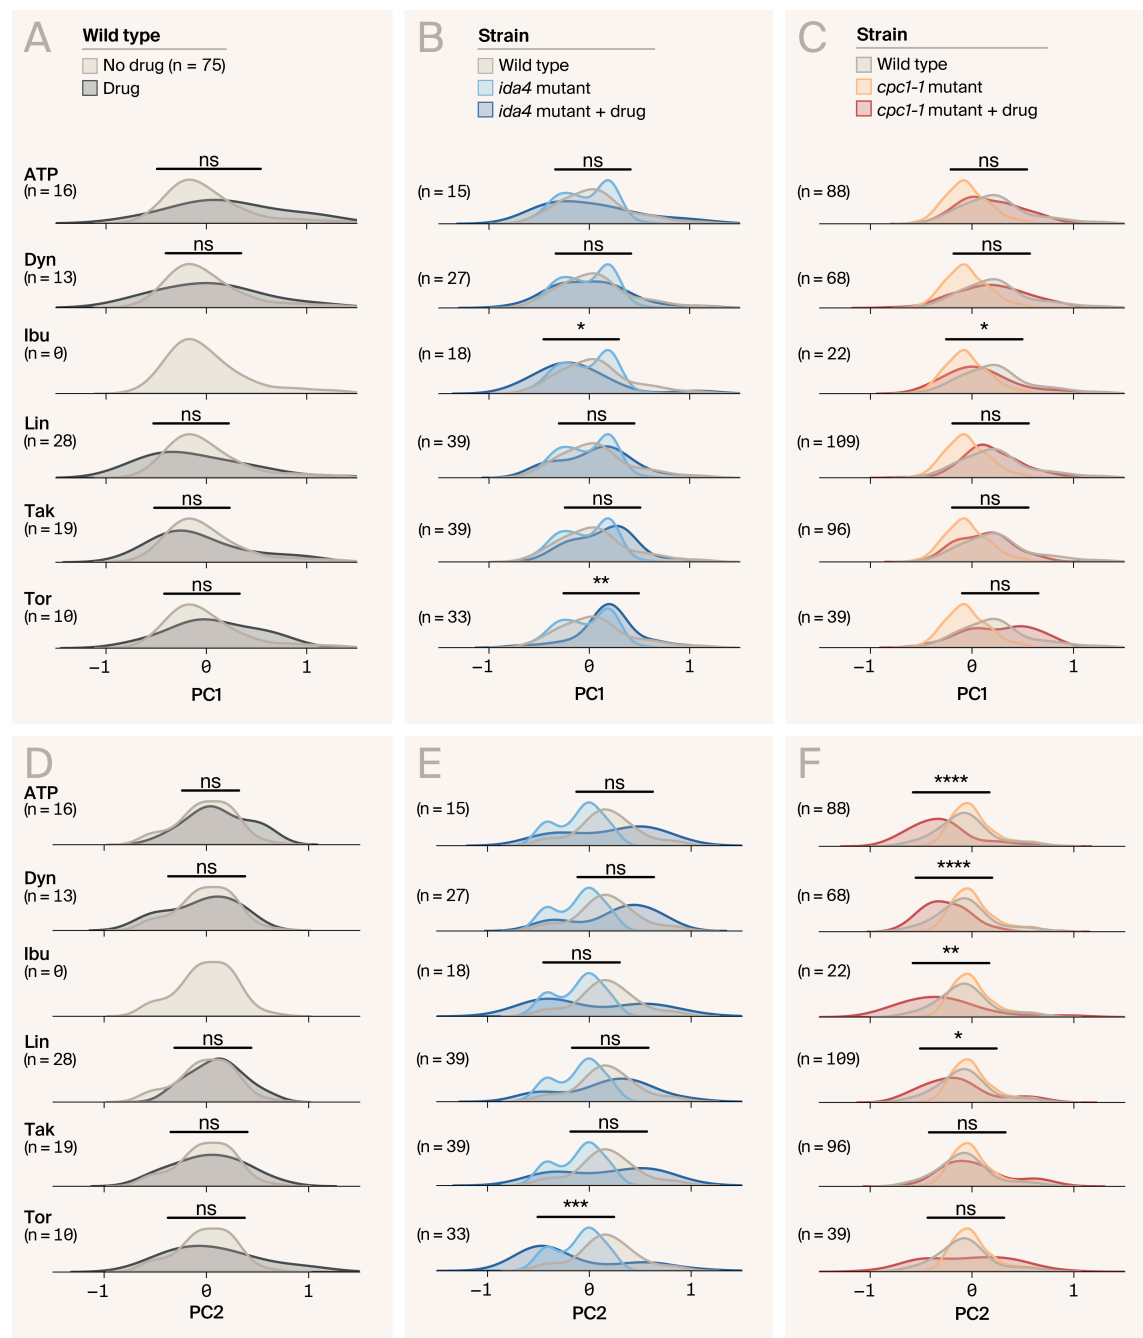 A
Wild type
No drug (n = 75)
Drug
ATP
(n = 16)
ns
Dyn
(n = 13)
ns
Ibu
(n = 0)
Lin
(n = 28)
ns
Tak
(n = 19)
ns
Tor
(n = 10)
ns
−1 0 1
PC1
B
Strain
Wild type
ida4 mutant
ida4 mutant + drug
(n = 15)
ns
(n = 27)
ns
(n = 18)
*
(n = 39)
ns
(n = 39)
ns
(n = 33)
**
−1 0 1
PC1
C
Strain
Wild type
cpc1-1 mutant
cpc1-1 mutant + drug
(n = 88)
ns
(n = 68)
ns
(n = 22)
*
(n = 109)
ns
(n = 96)
ns
(n = 39)
ns
−1 0 1
PC1
D
ATP
(n = 16)
ns
Dyn
(n = 13)
ns
Ibu
(n = 0)
Lin
(n = 28)
ns
Tak
(n = 19)
ns
Tor
(n = 10)
ns
−1 0 1
PC2
E
(n = 15)
ns
(n = 27)
ns
(n = 18)
ns
(n = 39)
ns
(n = 39)
ns
(n = 33)
***
−1 0 1
PC2
F
(n = 88)
****
(n = 68)
****
(n = 22)
**
(n = 109)
*
(n = 96)
ns
(n = 39)
ns
−1 0 1
PC2